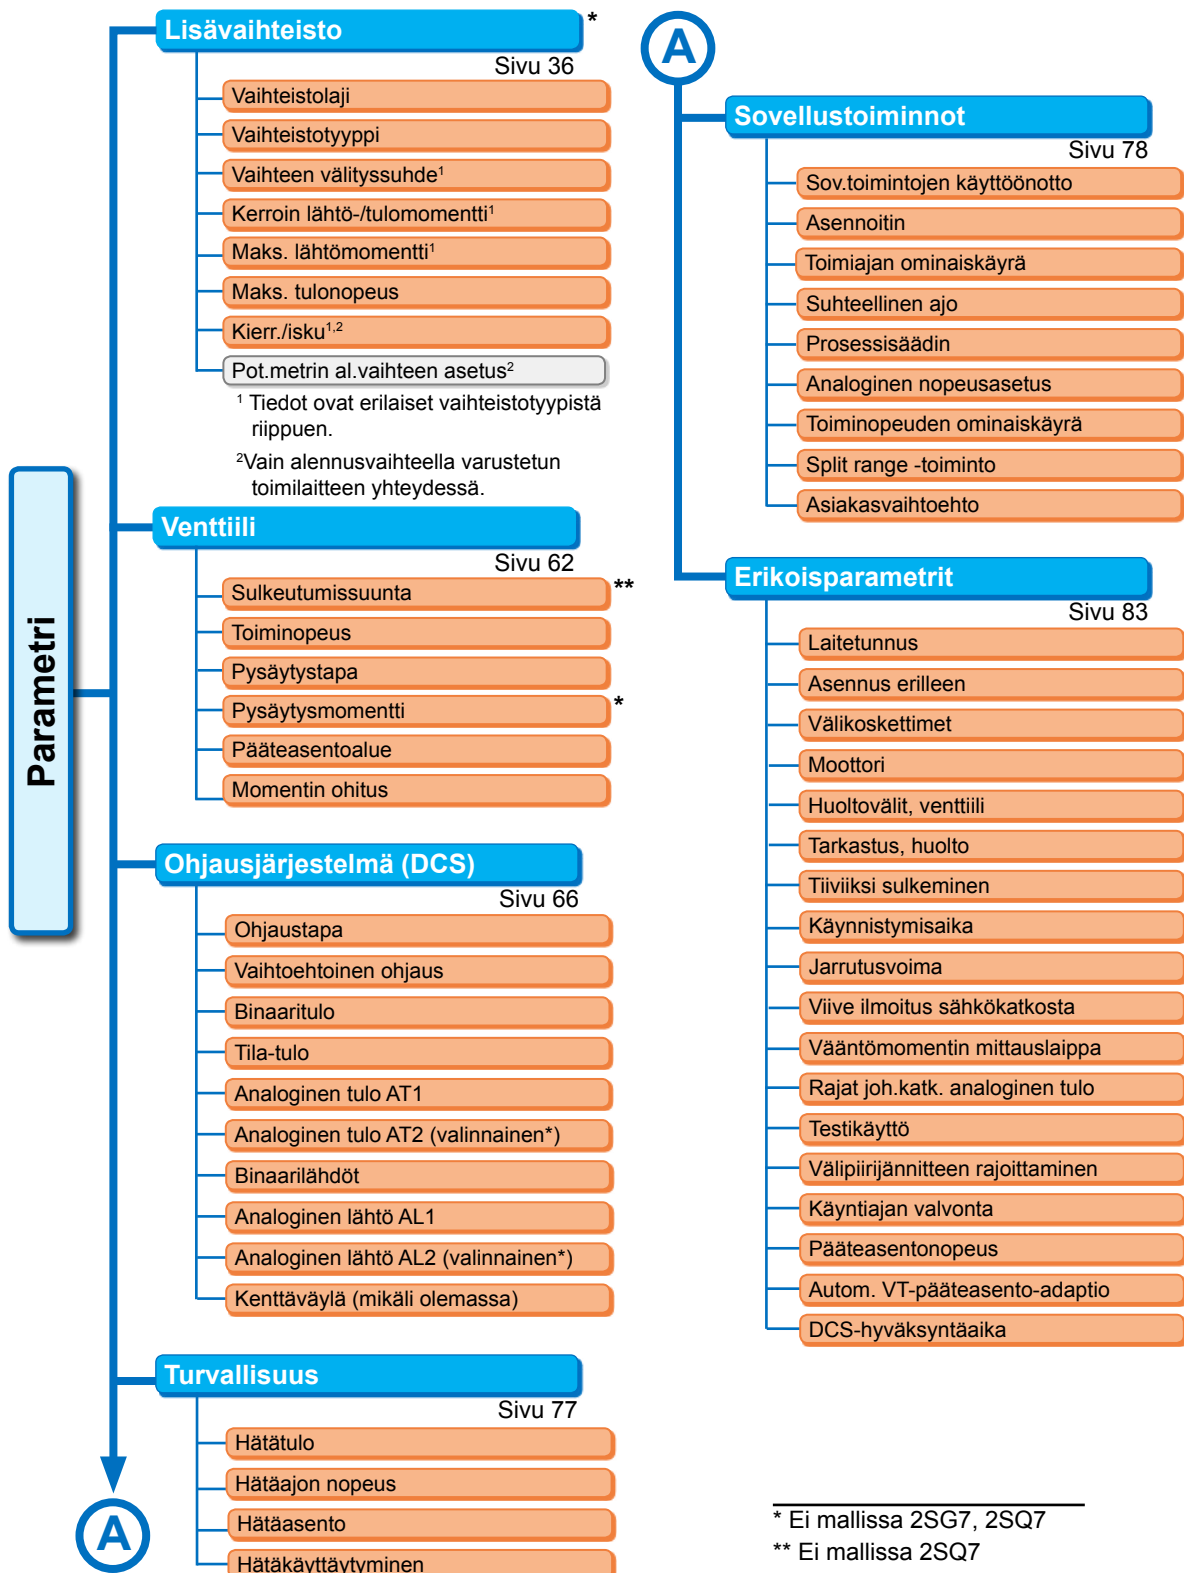 Parametri
Lisävaihteisto *
Sivu 36
Vaihteistolaji
Vaihteistotyyppi
Vaihteen välityssuhde¹
Kerroin lähtö-/tulomomentti¹
Maks. lähtömomentti¹
Maks. tulonopeus
Kierr./isku¹,²
Pot.metrin al.vaihteen asetus²
¹ Tiedot ovat erilaiset vaihteistotyypistä
riippuen.
²Vain alennusvaihteella varustetun
toimilaitteen yhteydessä.
Venttiili
Sivu 62
Sulkeutumissuunta **
Toiminopeus
Pysäytystapa
Pysäytysmomentti *
Pääteasentoalue
Momentin ohitus
Ohjausjärjestelmä (DCS)
Sivu 66
Ohjaustapa
Vaihtoehtoinen ohjaus
Binaaritulo
Tila-tulo
Analoginen tulo AT1
Analoginen tulo AT2 (valinnainen*)
Binaarilähdöt
Analoginen lähtö AL1
Analoginen lähtö AL2 (valinnainen*)
Kenttäväylä (mikäli olemassa)
Turvallisuus
Sivu 77
Hätätulo
Hätäajon nopeus
Hätäasento
Hätäkäyttäytyminen
A
A
Sovellustoiminnot
Sivu 78
Sov.toimintojen käyttöönotto
Asennoitin
Toimiajan ominaiskäyrä
Suhteellinen ajo
Prosessisäädin
Analoginen nopeusasetus
Toiminopeuden ominaiskäyrä
Split range -toiminto
Asiakasvaihtoehto
Erikoisparametrit
Sivu 83
Laitetunnus
Asennus erilleen
Välikoskettimet
Moottori
Huoltovälit, venttiili
Tarkastus, huolto
Tiiviiksi sulkeminen
Käynnistymisaika
Jarrutusvoima
Viive ilmoitus sähkökatkosta
Vääntömomentin mittauslaippa
Rajat joh.katk. analoginen tulo
Testikäyttö
Välipiirijännitteen rajoittaminen
Käyntiajan valvonta
Pääteasentonopeus
Autom. VT-pääteasento-adaptio
DCS-hyväksyntäaika
* Ei mallissa 2SG7, 2SQ7
** Ei mallissa 2SQ7